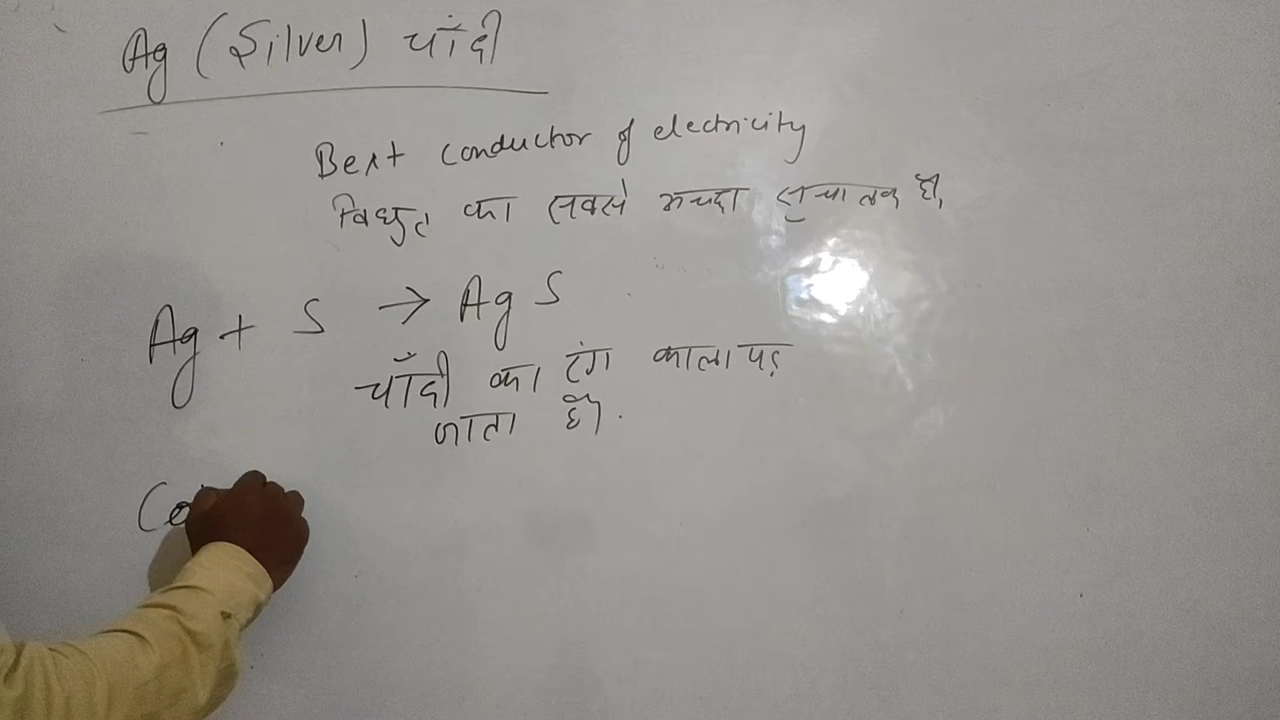 Ag (Silver) चाँदी
Best conductor of electricity
विधुत का सबसे अच्छा सुचालक है,
Ag + S → Ag S
चाँदी का रंग काला पड़
जाता है।